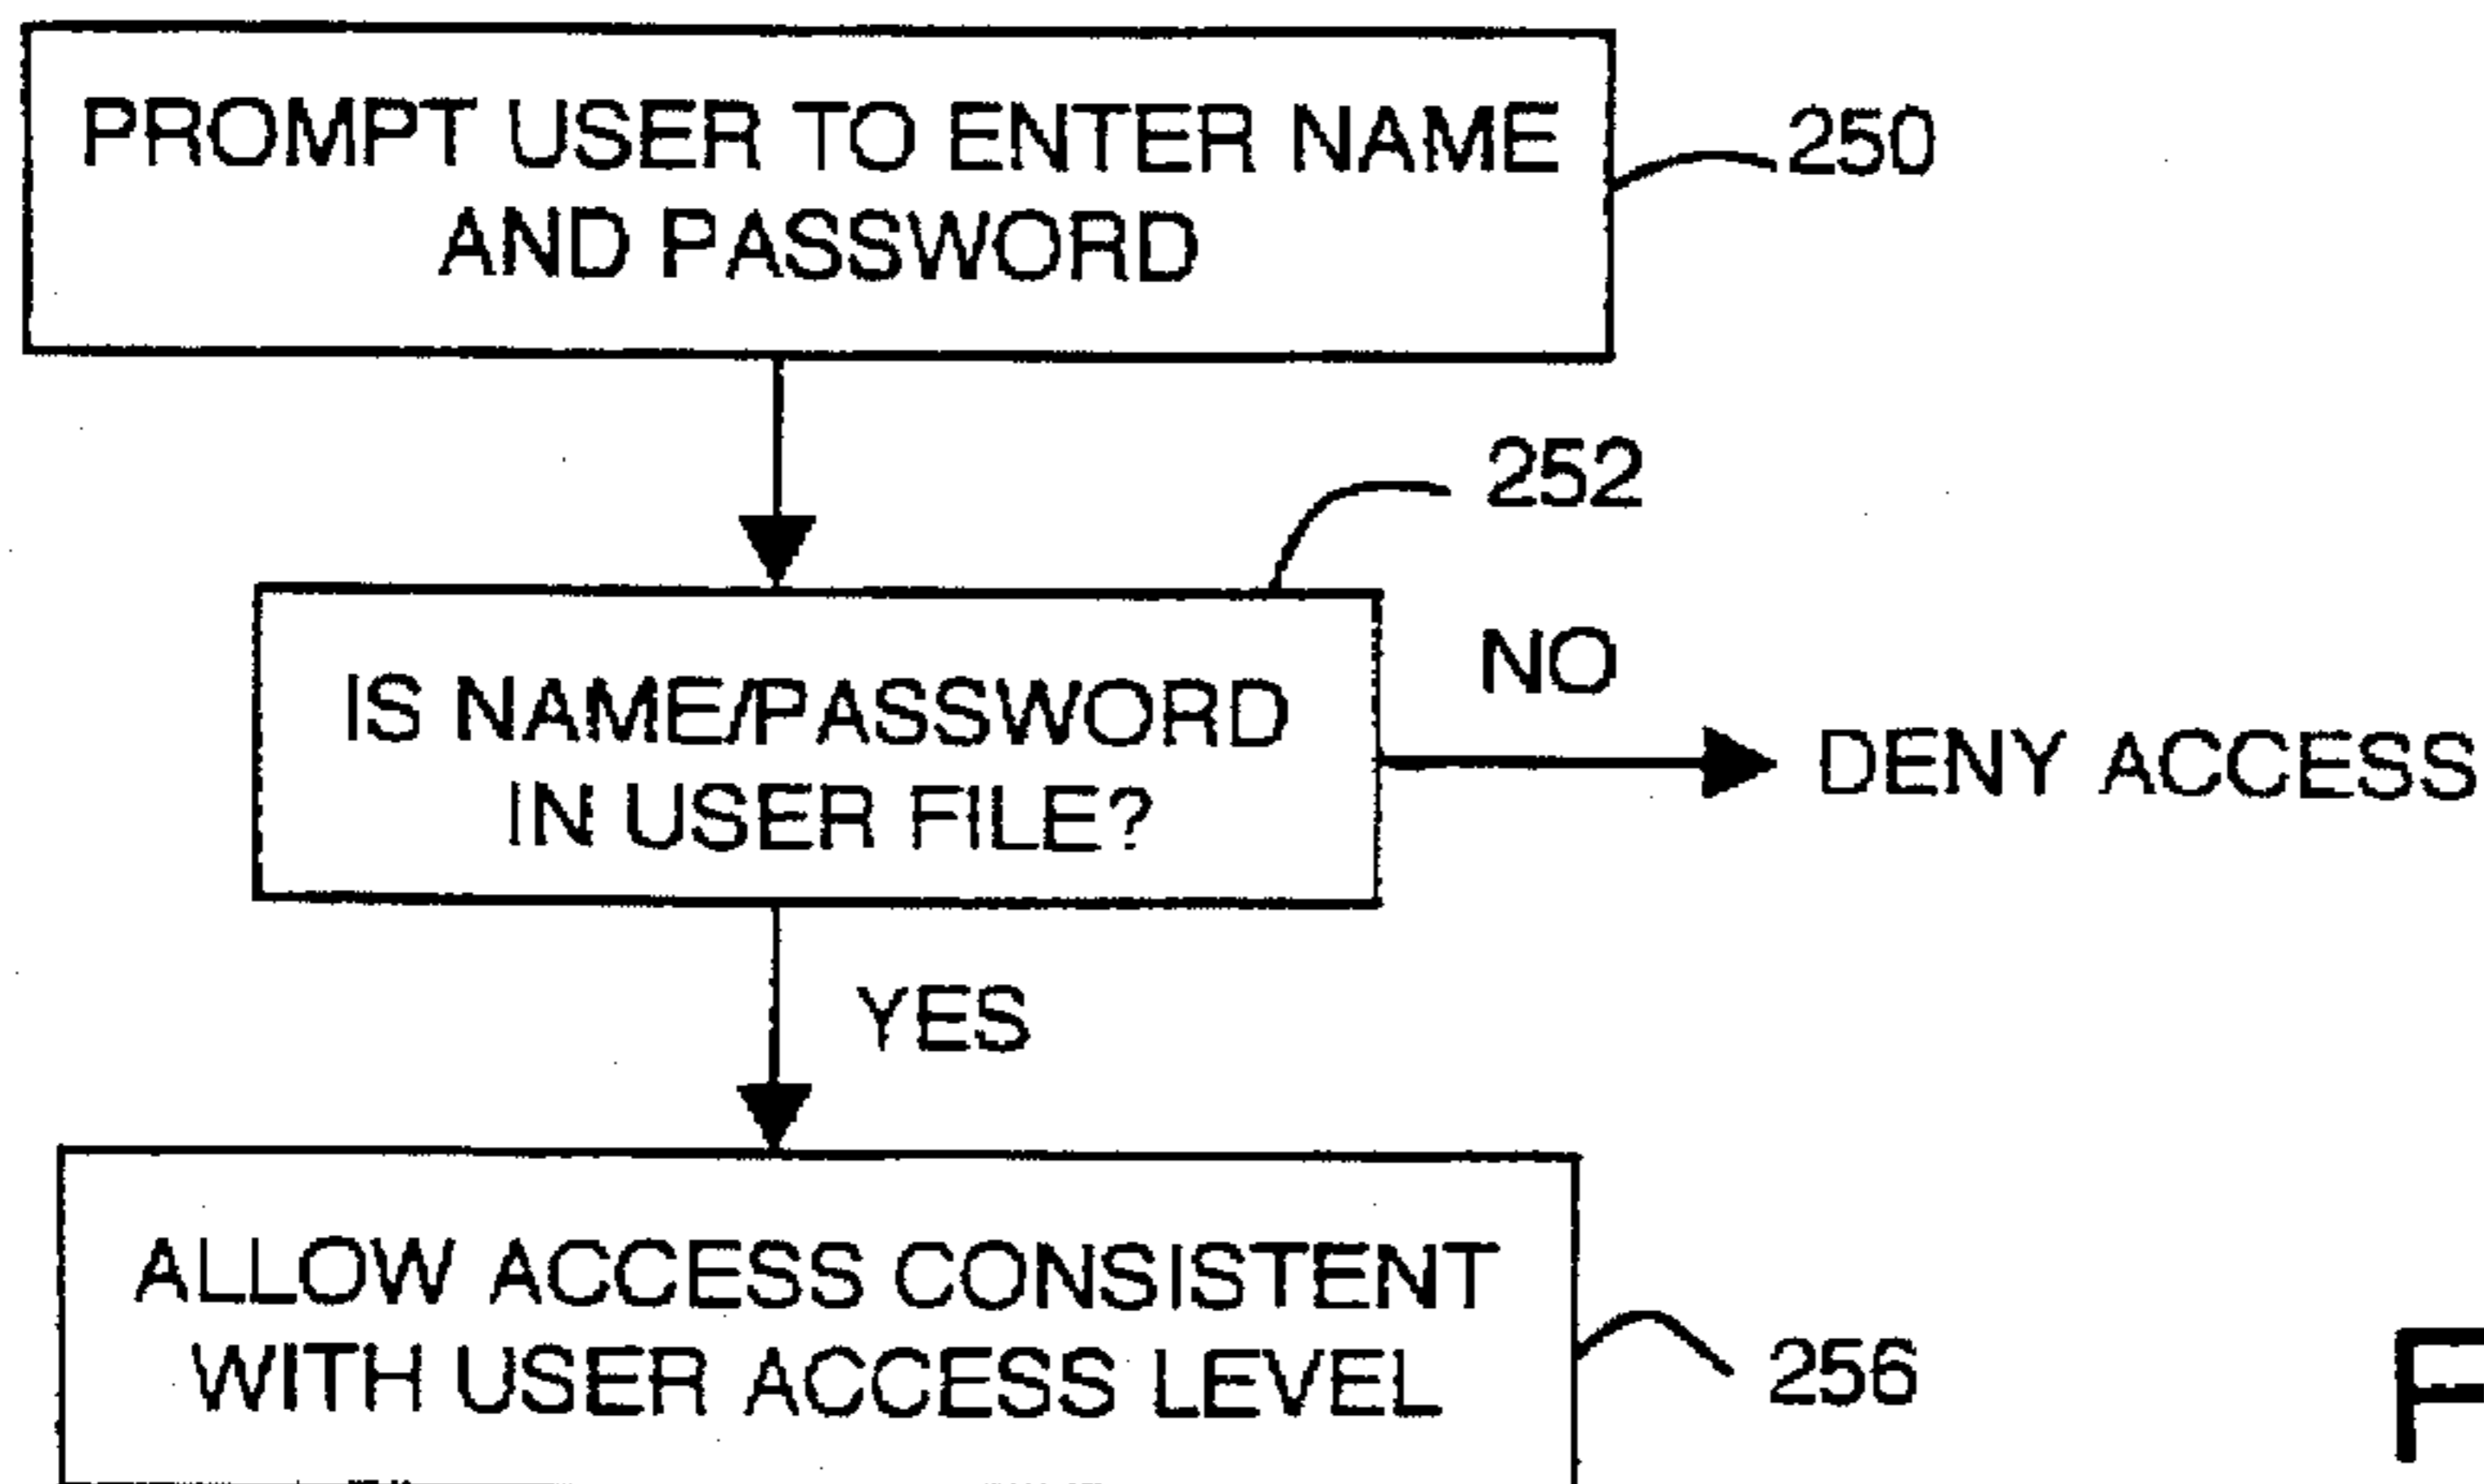 PROMPT USER TO ENTER NAME
AND PASSWORD
250
252
IS NAME/PASSWORD
IN USER FILE?
NO
DENY ACCESS
YES
ALLOW ACCESS CONSISTENT
WITH USER ACCESS LEVEL
256
F